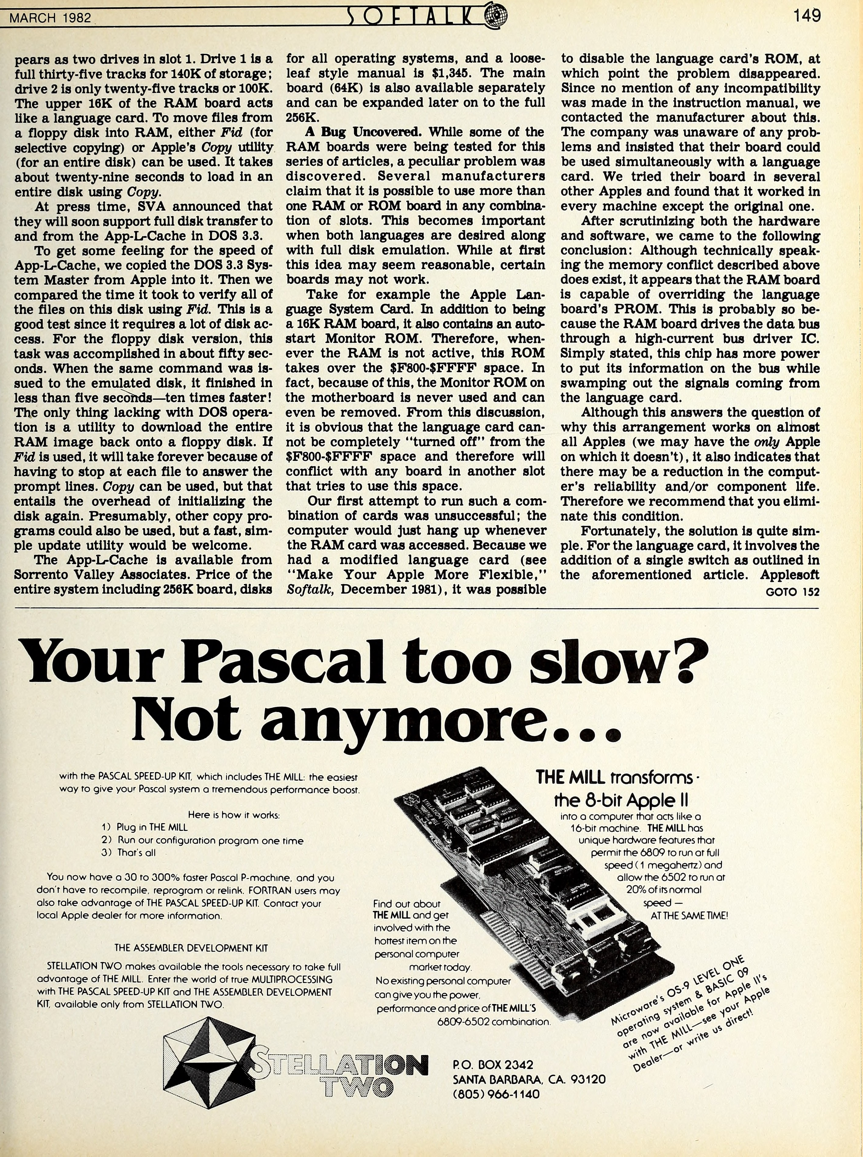 MARCH 1982
SOFTALK
149
pears as two drives in slot 1. Drive 1 is a
full thirty-five tracks for 140K of storage;
drive 2 is only twenty-five tracks or 100K.
The upper 16K of the RAM board acts
like a language card. To move files from
a floppy disk into RAM, either Fid (for
selective copying) or Apple's Copy utility
(for an entire disk) can be used. It takes
about twenty-nine seconds to load in an
entire disk using Copy.
At press time, SVA announced that
they will soon support full disk transfer to
and from the App-L-Cache in DOS 3.3.
To get some feeling for the speed of
App-L-Cache, we copied the DOS 3.3 Sys-
tem Master from Apple into it. Then we
compared the time it took to verify all of
the files on this disk using Fid. This is a
good test since it requires a lot of disk ac-
cess. For the floppy disk version, this
task was accomplished in about fifty sec-
onds. When the same command was is-
sued to the emulated disk, it finished in
less than five seconds—ten times faster!
The only thing lacking with DOS opera-
tion is a utility to download the entire
RAM image back onto a floppy disk. If
Fid is used, it will take forever because of
having to stop at each file to answer the
prompt lines. Copy can be used, but that
entails the overhead of initializing the
disk again. Presumably, other copy pro-
grams could also be used, but a fast, sim-
ple update utility would be welcome.
The App-L-Cache is available from
Sorrento Valley Associates. Price of the
entire system including 256K board, disks
for all operating systems, and a loose-
leaf style manual is $1,345. The main
board (64K) is also available separately
and can be expanded later on to the full
256K.
A Bug Uncovered. While some of the
RAM boards were being tested for this
series of articles, a peculiar problem was
discovered. Several manufacturers
claim that it is possible to use more than
one RAM or ROM board in any combina-
tion of slots. This becomes important
when both languages are desired along
with full disk emulation. While at first
this idea may seem reasonable, certain
boards may not work.
Take for example the Apple Lan-
guage System Card. In addition to being
a 16K RAM board, it also contains an auto-
start Monitor ROM. Therefore, when-
ever the RAM is not active, this ROM
takes over the $F800-$FFFF space. In
fact, because of this, the Monitor ROM on
the motherboard is never used and can
even be removed. From this discussion,
it is obvious that the language card can-
not be completely "turned off" from the
$F800-$FFFF space and therefore will
conflict with any board in another slot
that tries to use this space.
Our first attempt to run such a com-
bination of cards was unsuccessful; the
computer would just hang up whenever
the RAM card was accessed. Because we
had a modified language card (see
"Make Your Apple More Flexible,"
Softalk, December 1981), it was possible
to disable the language card's ROM, at
which point the problem disappeared.
Since no mention of any incompatibility
was made in the instruction manual, we
contacted the manufacturer about this.
The company was unaware of any prob-
lems and insisted that their board could
be used simultaneously with a language
card. We tried their board in several
other Apples and found that it worked in
every machine except the original one.
After scrutinizing both the hardware
and software, we came to the following
conclusion: Although technically speak-
ing the memory conflict described above
does exist, it appears that the RAM board
is capable of overriding the language
board's PROM. This is probably so be-
cause the RAM board drives the data bus
through a high-current bus driver IC.
Simply stated, this chip has more power
to put its information on the bus while
swamping out the signals coming from
the language card.
Although this answers the question of
why this arrangement works on almost
all Apples (we may have the only Apple
on which it doesn't), it also indicates that
there may be a reduction in the comput-
er's reliability and/or component life.
Therefore we recommend that you elimi-
nate this condition.
Fortunately, the solution is quite sim-
ple. For the language card, it involves the
addition of a single switch as outlined in
the aforementioned article. Applesoft
GOTO 152
Your Pascal too slow?
Not anymore...
with the PASCAL SPEED-UP KIT, which includes THE MILL: the easiest
way to give your Pascal system a tremendous performance boost.
Here is how it works:
1) Plug in THE MILL
2) Run our configuration program one time
3) That's all
You now have a 30 to 300% faster Pascal P-machine, and you
don't have to recompile, reprogram or relink. FORTRAN users may
also take advantage of THE PASCAL SPEED-UP KIT. Contact your
local Apple dealer for more information.
THE ASSEMBLER DEVELOPMENT KIT
STELLATION TWO makes available the tools necessary to take full
advantage of THE MILL. Enter the world of true MULTIPROCESSING
with THE PASCAL SPEED-UP KIT and THE ASSEMBLER DEVELOPMENT
KIT, available only from STELLATION TWO.
Find out about
THE MILL and get
involved with the
hottest item on the
personal computer
market today.
No existing personal computer
can give you the power,
performance and price of THE MILL'S
6809-6502 combination.
THE MILL transforms ·
the 8-bit Apple II
into a computer that acts like a
16-bit machine. THE MILL has
unique hardware features that
permit the 6809 to run at full
speed (1 megahertz) and
allow the 6502 to run at
20% of its normal
speed —
AT THE SAME TIME!
Microware's OS-9 LEVEL ONE
operating system & BASIC 09
are now available for Apple II's
with THE MILL—see your Apple
Dealer—or write us direct!
STELLATION
TWO
P.O. BOX 2342
SANTA BARBARA, CA. 93120
(805) 966-1140